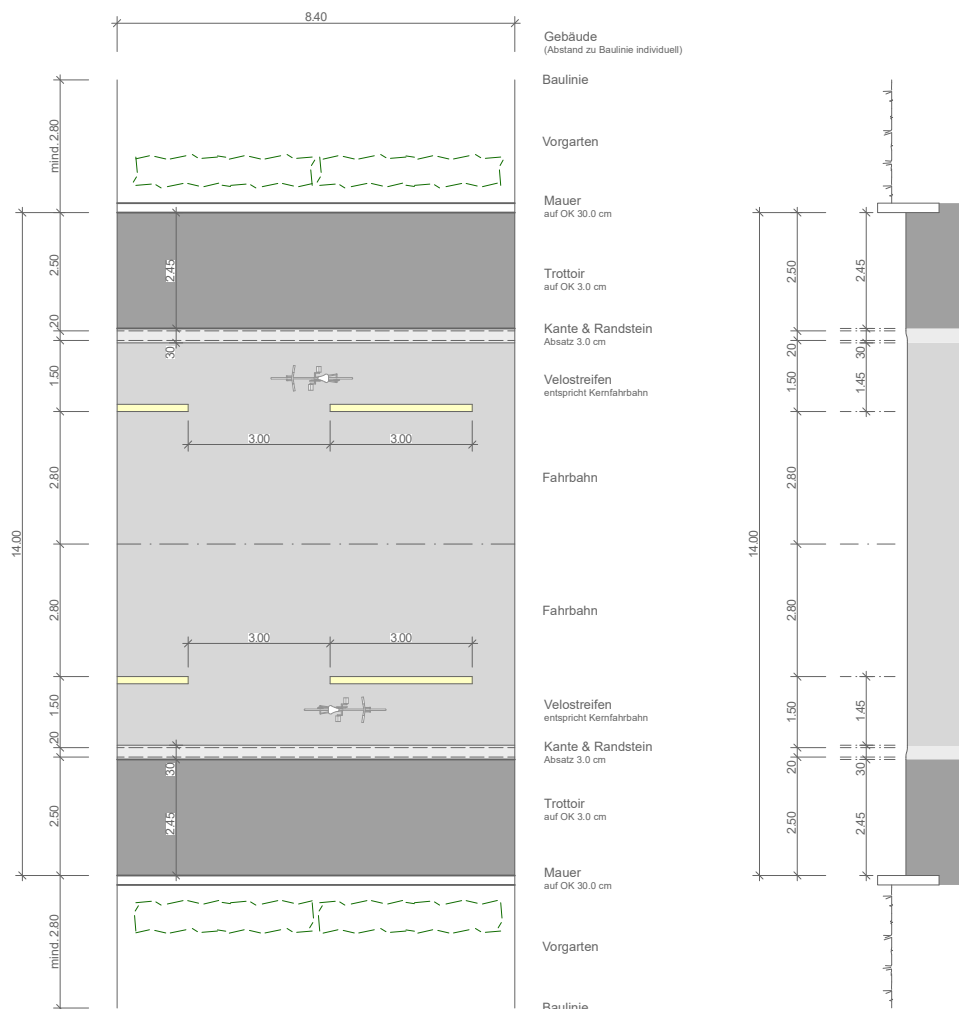 8.40
Gebäude
(Abstand zu Baulinie individuell)
Baulinie
mind. 2.80
Vorgarten
Mauer
auf OK 30.0 cm
2.50
2.45
Trottoir
auf OK 3.0 cm
2.50
2.45
20
Kante & Randstein
Absatz 3.0 cm
30
20
30
1.50
Velostreifen
entspricht Kernfahrbahn
1.50
1.45
3.00
3.00
2.80
Fahrbahn
2.80
14.00
14.00
2.80
Fahrbahn
2.80
3.00
3.00
1.50
Velostreifen
entspricht Kernfahrbahn
1.50
1.45
20
Kante & Randstein
Absatz 3.0 cm
30
20
30
2.50
2.45
Trottoir
auf OK 3.0 cm
2.50
2.45
Mauer
auf OK 30.0 cm
mind. 2.80
Vorgarten
Baulinie